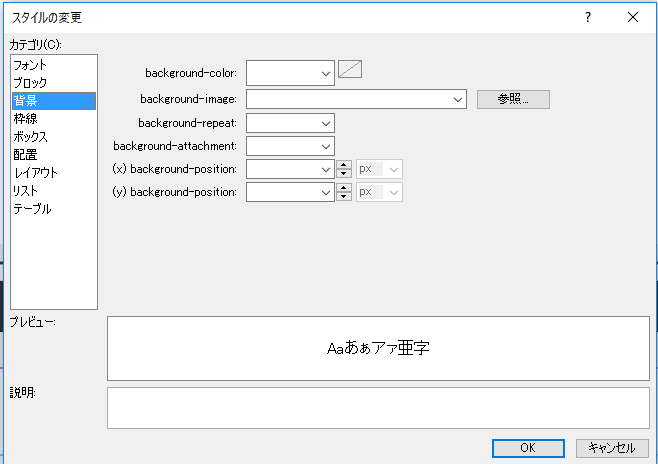 スタイルの変更
?
カテゴリ(C):
フォント
ブロック
背景
枠線
ボックス
配置
レイアウト
リスト
テーブル
background-color:
background-image:
参照...
background-repeat:
background-attachment:
(x) background-position:
px
(y) background-position:
px
プレビュー:
Aaあぁアァ亜字
説明:
OK
キャンセル